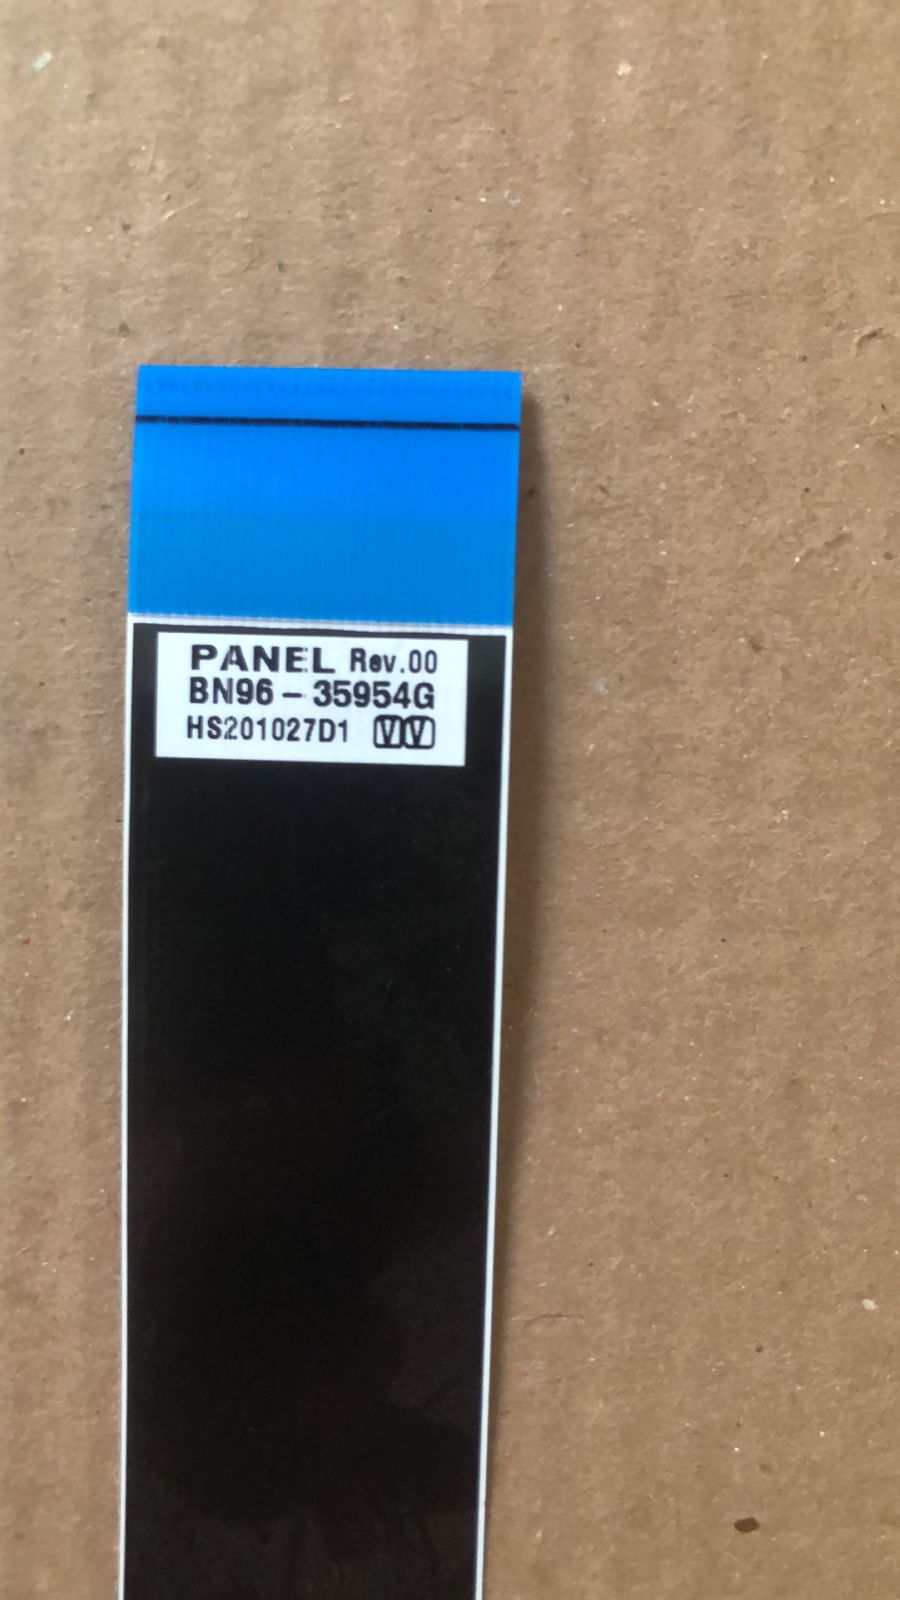 PANEL Rev.00
BN96-35954G
HS201027D1 VV